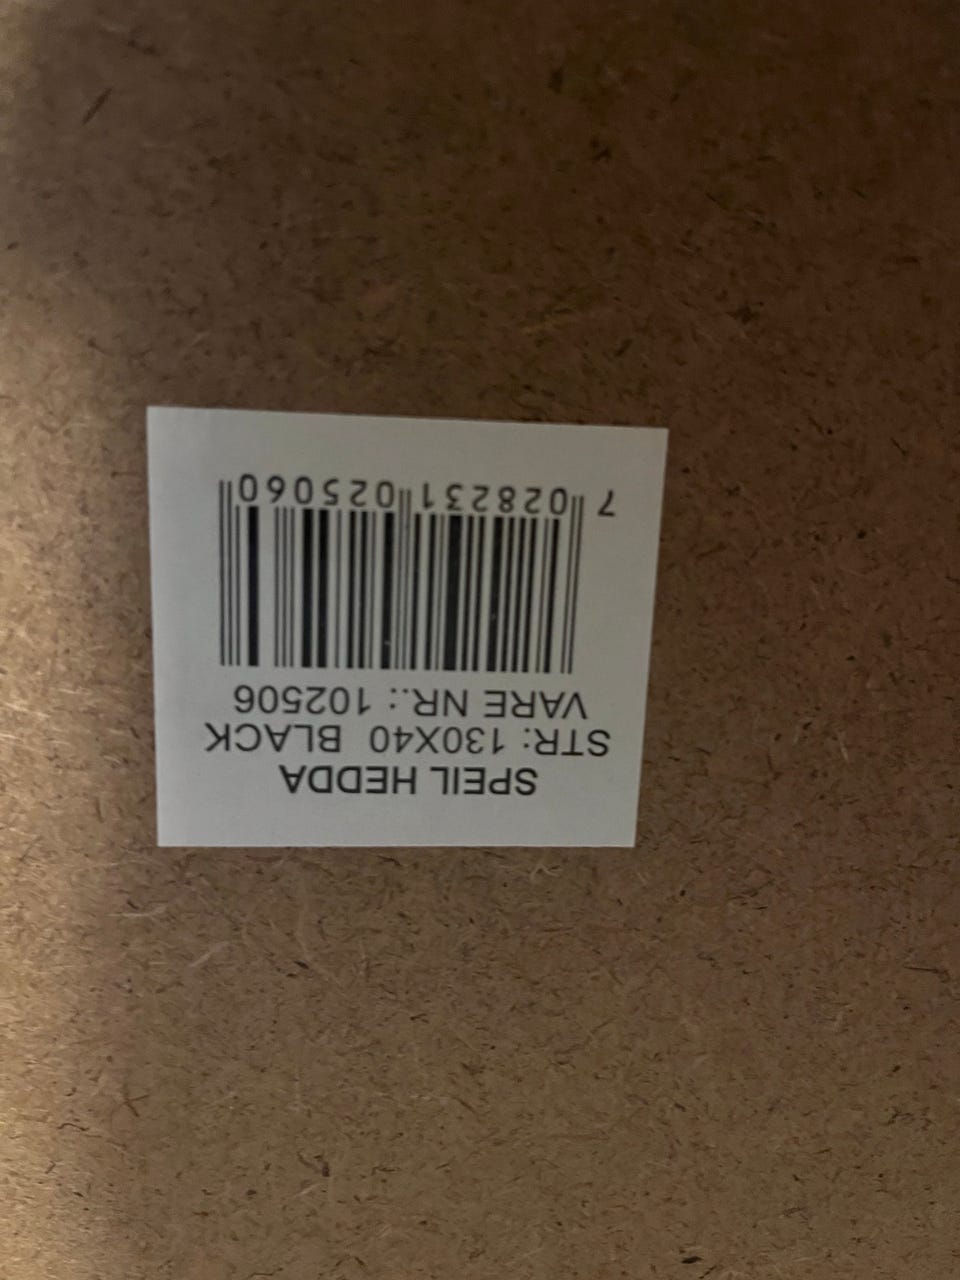 SPEIL HEDDA
STR: 130X40 BLACK
VARE NR.: 102506
7 028231 025060